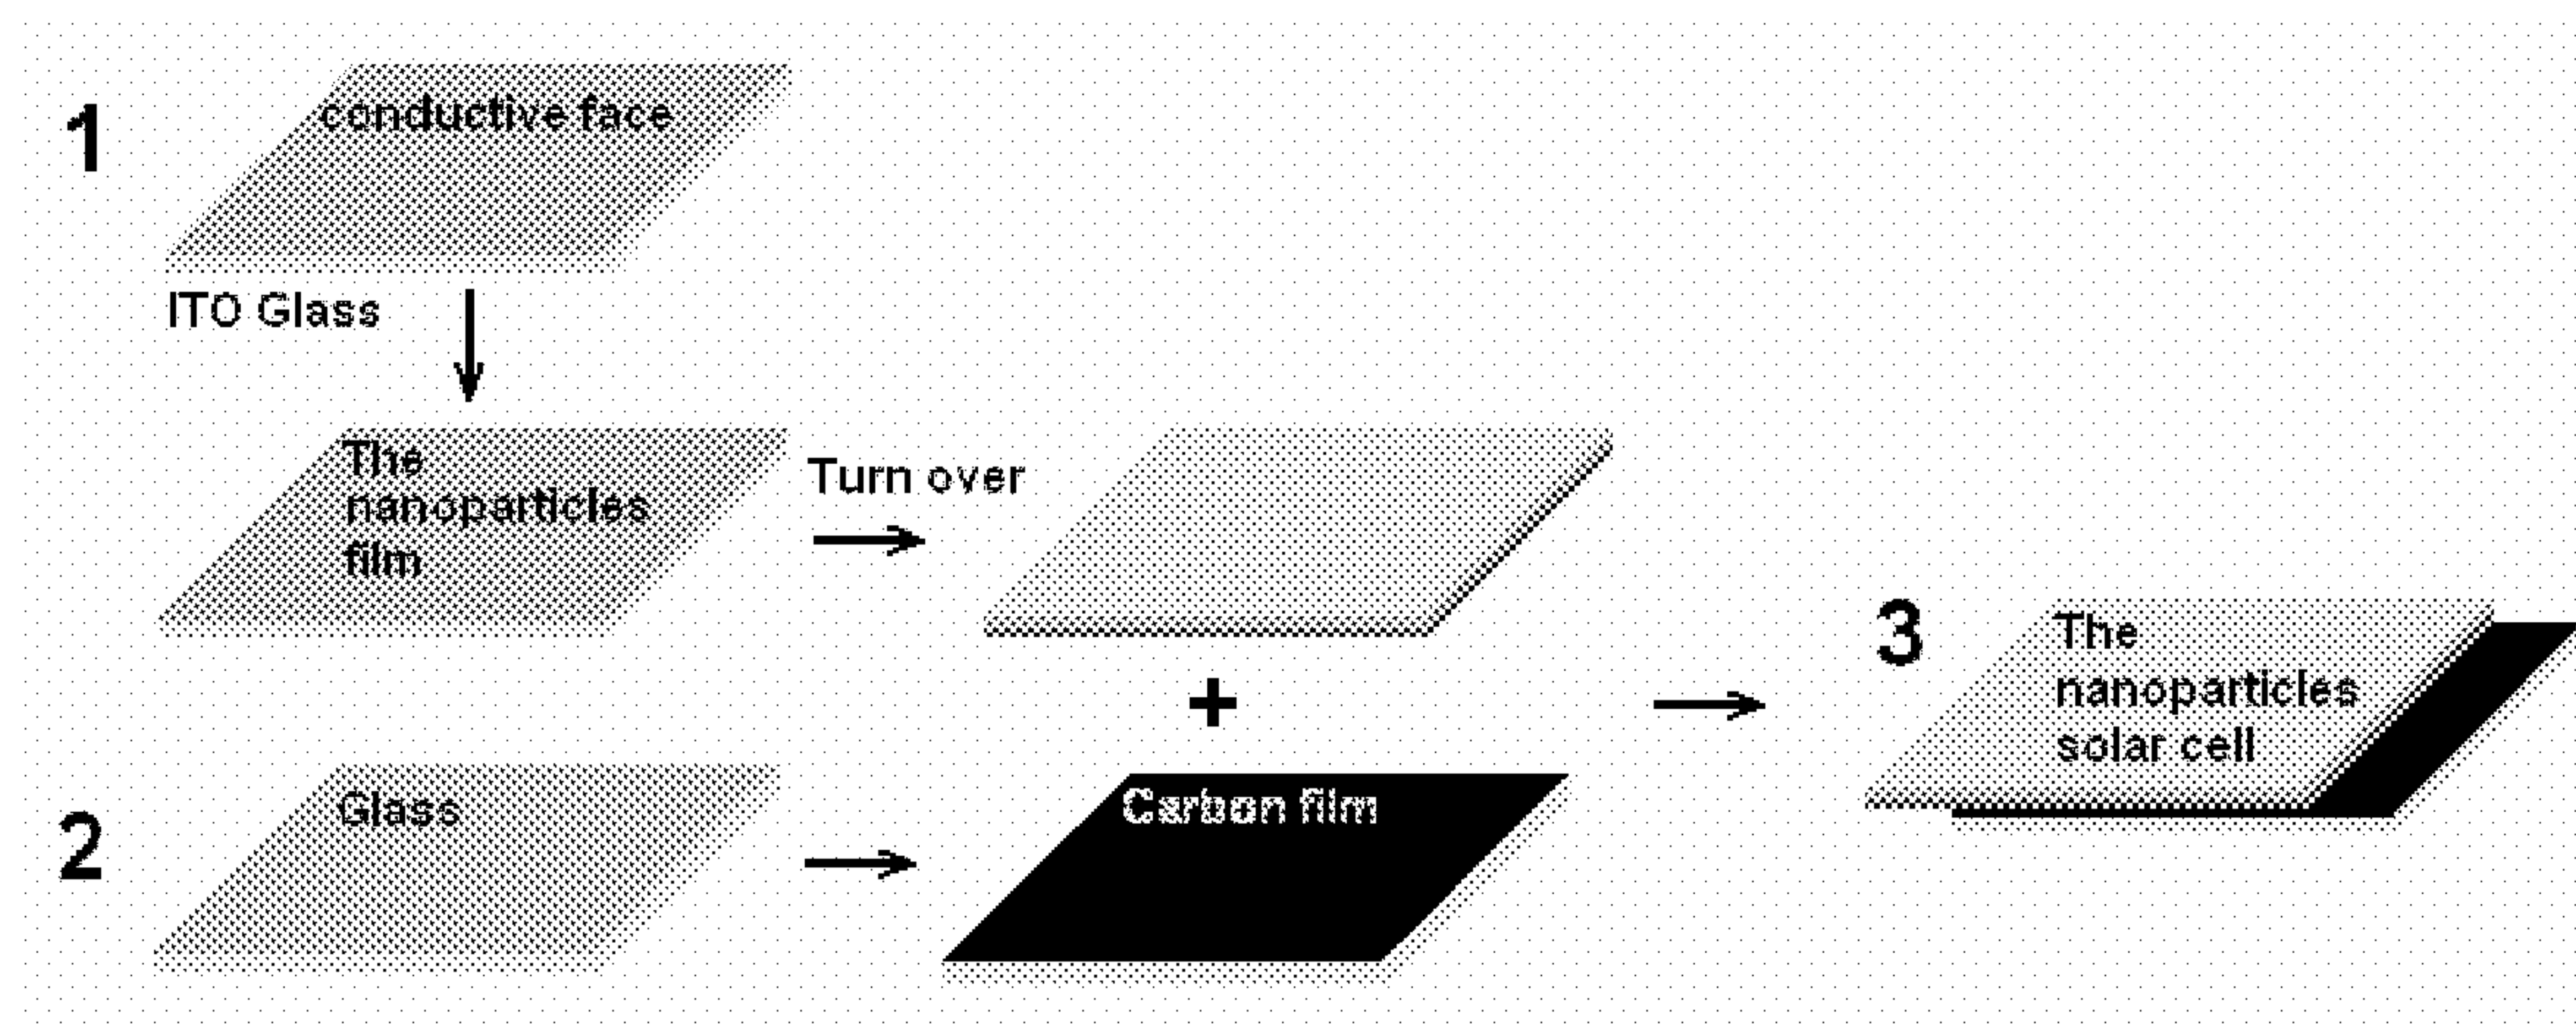 1
conductive face
ITO Glass
The
nanoparticles
film
Turn over
+
2
Glass
Carbon film
3
The
nanoparticles
solar cell